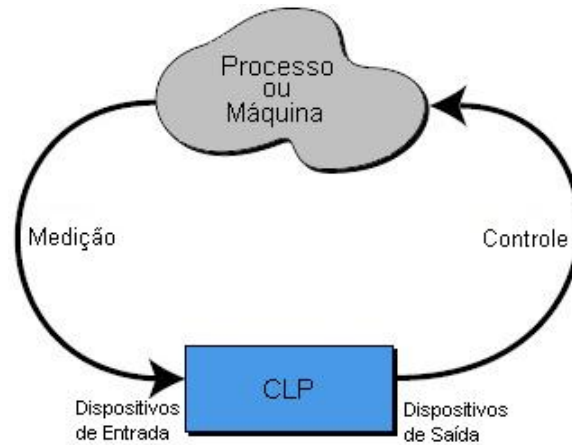 Processo
ou
Máquina
Medição
Controle
CLP
Dispositivos
de Entrada
Dispositivos
de Saída